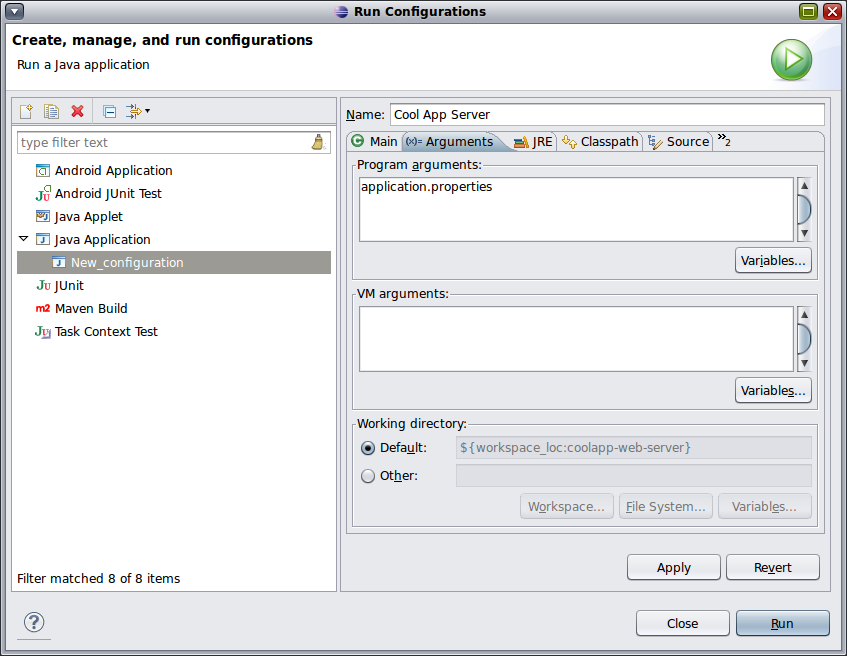 Run Configurations
Create, manage, and run configurations
Run a Java application
type filter text
Android Application
Android JUnit Test
Java Applet
Java Application
New_configuration
JUnit
Maven Build
Task Context Test
Filter matched 8 of 8 items
Name: Cool App Server
Main (x)= Arguments JRE Classpath Source »2
Program arguments:
application.properties
Variables...
VM arguments:
Variables...
Working directory:
Default: ${workspace_loc:coolapp-web-server}
Other:
Workspace... File System... Variables...
Apply Revert
? Close Run